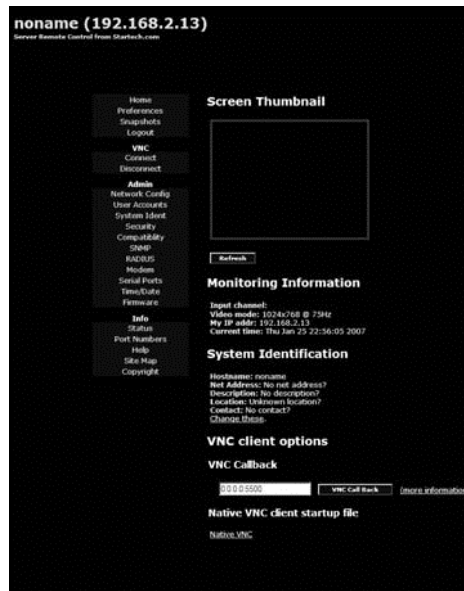 noname (192.168.2.13)
Server Remote Control from Startech.com
Home
Preferences
Snapshots
Logout
VNC
Connect
Disconnect
Admin
Network Config
User Accounts
System Ident
Security
Compatiblity
SNMP
RADIUS
Modem
Serial Ports
Time/Date
Firmware
Info
Status
Port Numbers
Help
Site Map
Copyright
Screen Thumbnail
Refresh
Monitoring Information
Input channel:
Video mode: 1024x768 @ 75Hz
My IP addr: 192.168.2.13
Current time: Thu Jan 25 22:56:05 2007
System Identification
Hostname: noname
Net Address: No net address?
Description: No description?
Location: Unknown location?
Contact: No contact?
Change these.
VNC client options
VNC Callback
0.0.0.0:5500 VNC Call Back (more information
Native VNC client startup file
Native VNC